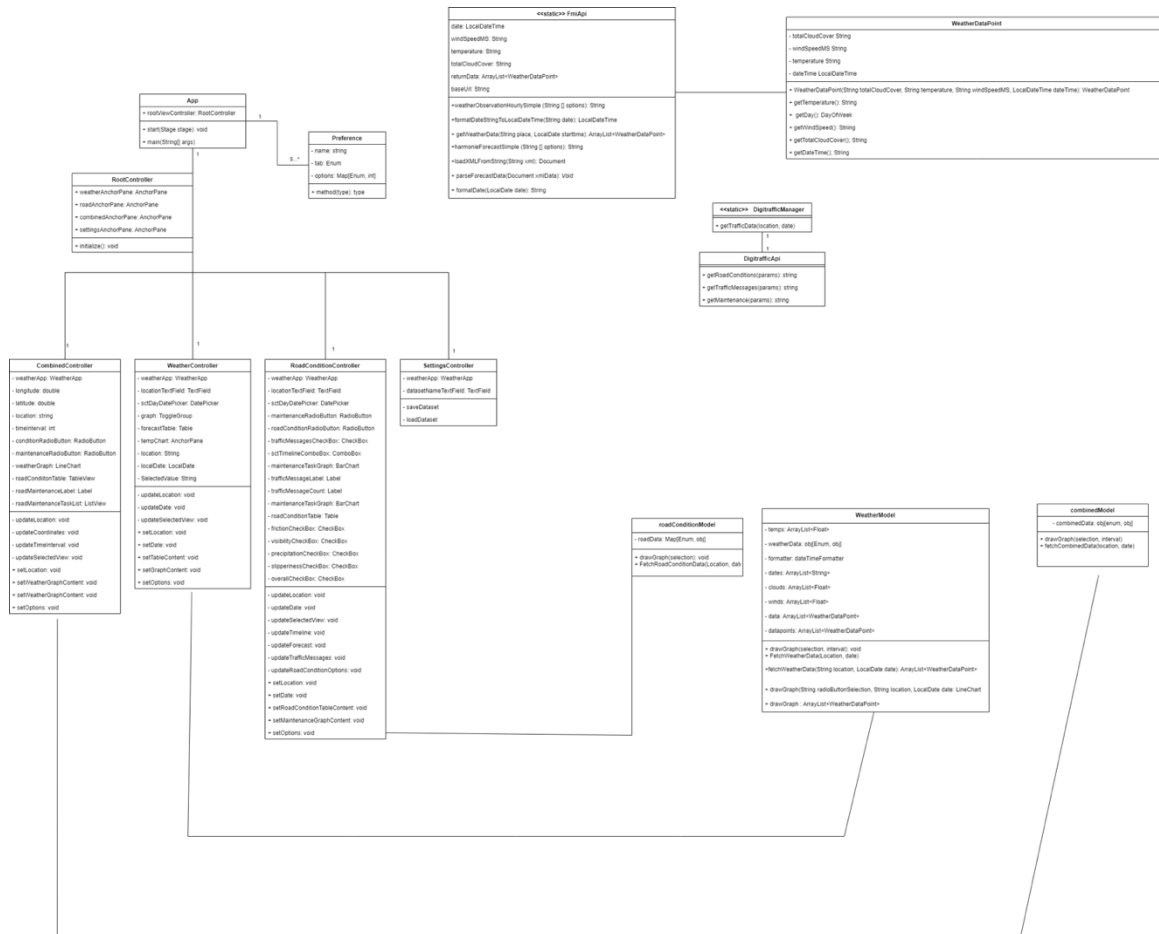 <<static>> FmiApi
date: LocalDateTime
windSpeedMS: String
temperature: String
totalCloudCover: String
returnData: ArrayList<WeatherDataPoint>
baseUrl: String
+weatherObservationHourlySimple (String [] options): String
+formatDateStringToLocalDateTime(String date): LocalDateTime
+ getWeatherData(String place, LocalDate starttime): ArrayList<WeatherDataPoint>
+harmonieForecastSimple (String [] options): String
+loadXMLFromString(String xml): Document
+ parseForecastData(Document xmlData): Void
+ formatDate(LocalDate date): String
WeatherDataPoint
- totalCloudCover String
- windSpeedMS String
- temperature String
- dateTime LocalDateTime
+ WeatherDataPoint(String totalCloudCover, String temperature, String windSpeedMS, LocalDateTime dateTime): WeatherDataPoint
+ getTemperature(): String
+ getDay(): DayOfWeek
+ getWindSpeed(): String
+ getTotalCloudCover(): String
+ getDateTime(): String
App
+ rootViewController: RootController
+ start(Stage stage): void
+ main(String[] args)
1
0...*
1
Preference
- name: string
- tab: Enum
- options: Map[Enum, int]
+ method(type): type
RootController
+ weatherAnchorPane: AnchorPane
+ roadAnchorPane: AnchorPane
+ combinedAnchorPane: AnchorPane
+ settingsAnchorPane: AnchorPane
+ initialize(): void
<<static>> DigitrafficManager
+ getTrafficData(location, date)
1
1
DigitrafficApi
+ getRoadConditions(params): string
+ getTrafficMessages(params): string
+ getMaintenance(params): string
1
1
1
1
CombinedController
- weatherApp: WeatherApp
- longitude: double
- latitude: double
- location: string
- timeInterval: int
- conditionRadioButton: RadioButton
- maintenanceRadioButton: RadioButton
- weatherGraph: LineChart
- roadConditionTable: TableView
- roadMaintenanceLabel: Label
- roadMaintenanceTaskList: ListView
- updateLocation: void
- updateCoordinates: void
- updateTimeInterval: void
- updateSelectedView: void
+ setLocation: void
+ setWeatherGraphContent: void
+ setWeatherGraphContent: void
+ setOptions: void
WeatherController
- weatherApp: WeatherApp
- locationTextField: TextField
- sctDayDatePicker: DatePicker
- graph: ToggleGroup
- forecastTable: Table
- tempChart: AnchorPane
- location: String
- localDate: LocalDate
- SelectedValue: String
- updateLocation: void
- updateDate: void
- updateSelectedView: void
+ setLocation: void
+ setDate: void
+ setTableContent: void
+ setGraphContent: void
+ setOptions: void
RoadConditionController
- weatherApp: WeatherApp
- locationTextField: TextField
- sctDayDatePicker: DatePicker
- maintenanceRadioButton: RadioButton
- roadConditionRadioButton: RadioButton
- trafficMessagesCheckBox: CheckBox
- sctTimelineComboBox: ComboBox
- maintenanceTaskGraph: BarChart
- trafficMessageLabel: Label
- trafficMessageCount: Label
- maintenanceTaskGraph: BarChart
- roadConditionTable: Table
- frictionCheckBox: CheckBox
- visibilityCheckBox: CheckBox
- precipitationCheckBox: CheckBox
- slipperinessCheckBox: CheckBox
- overallCheckBox: CheckBox
- updateLocation: void
- updateDate: void
- updateSelectedView: void
- updateTimeline: void
- updateForecast: void
- updateTrafficMessages: void
- updateRoadConditionOptions: void
+ setLocation: void
+ setDate: void
+ setRoadConditionTableContent: void
+ setMaintenanceGraphContent: void
+ setOptions: void
SettingsController
- weatherApp: WeatherApp
- datasetNameTextField: TextField
- saveDataset
- loadDataset
roadConditionModel
- roadData: Map[Enum, obj]
+ drawGraph(selection): void
+ FetchRoadConditionData(Location, dat
WeatherModel
- temps: ArrayList<Float>
- weatherData: obj[Enum, obj]
- formatter: dateTimeFormatter
- dates: ArrayList<String>
- clouds: ArrayList<Float>
- winds: ArrayList<Float>
- data: ArrayList<WeatherDataPoint>
- datapoints: ArrayList<WeatherDataPoint>
+ drawGraph(selection, interval): void
+ FetchWeatherData(Location, date)
+fetchWeatherData(String location, LocalDate date): ArrayList<WeatherDataPoint>
+ drawGraph(String radioButtonSelection, String location, LocalDate date: LineChart
+ drawGraph : ArrayList<WeatherDataPoint>
combinedModel
- combinedData: obj[enum, obj]
+ drawGraph(selection, interval)
+ fetchCombinedData(location, date)